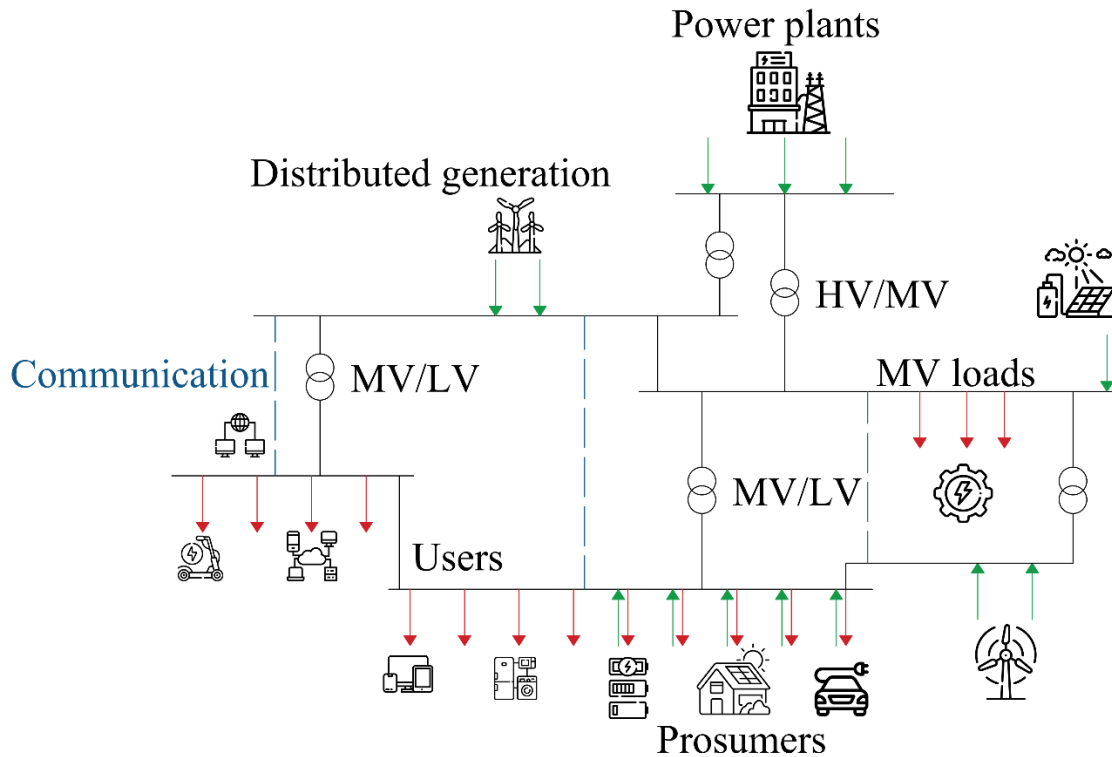 Power plants
Distributed generation
HV/MV
Communication
MV/LV
MV loads
MV/LV
Users
Prosumers